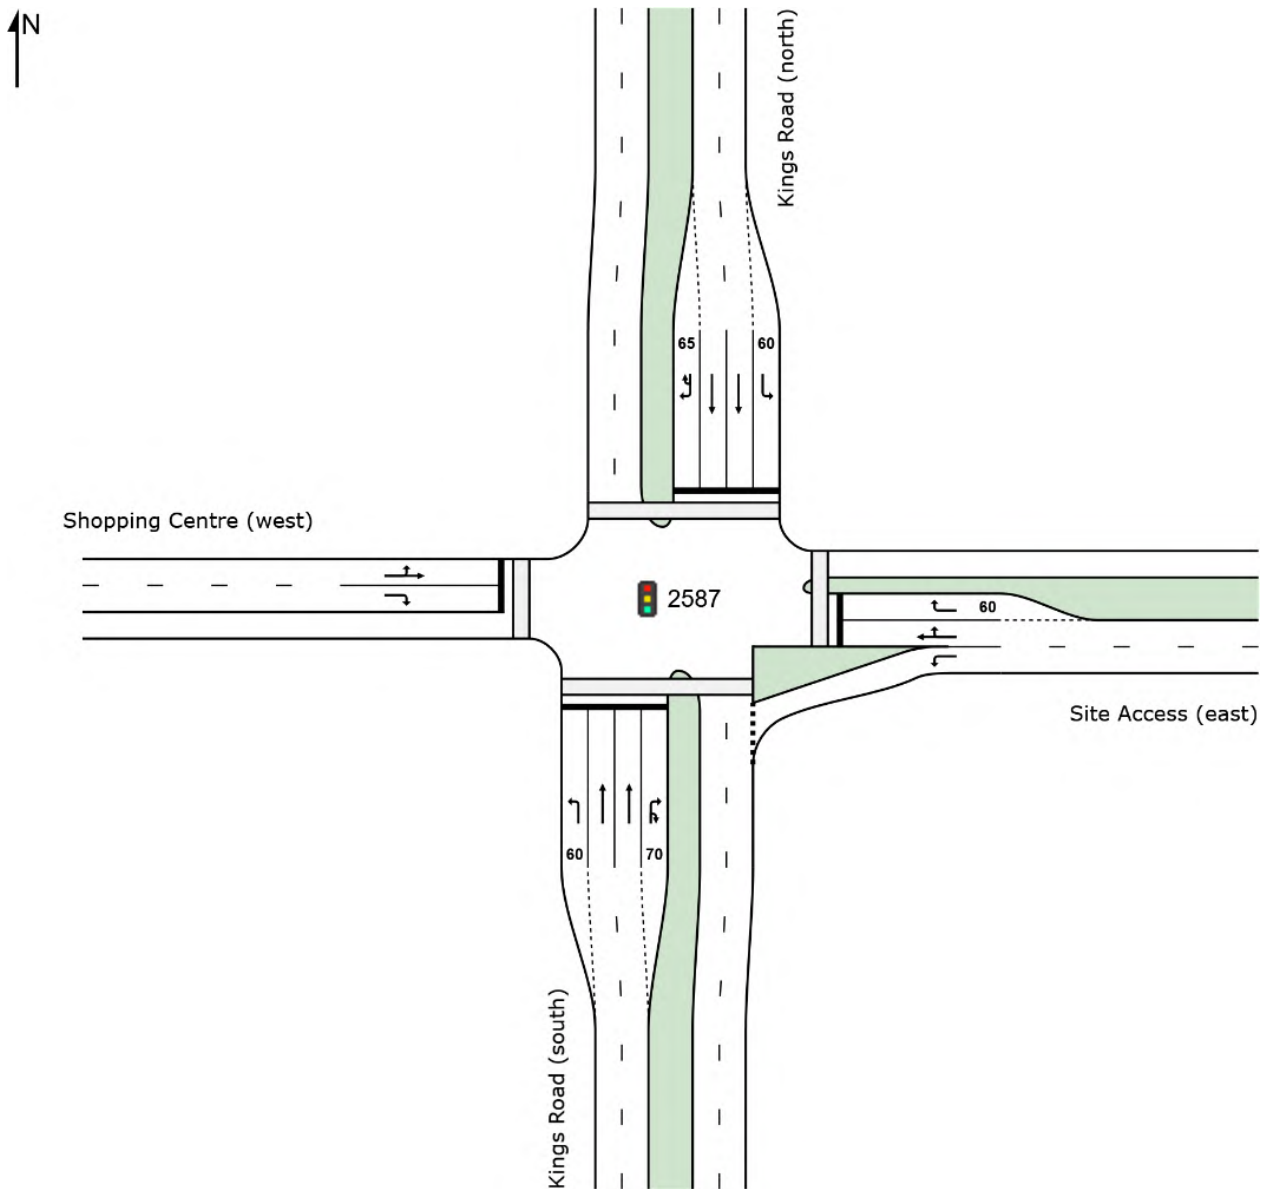 N
Kings Road (north)
65
60
Shopping Centre (west)
2587
60
Site Access (east)
60
70
Kings Road (south)